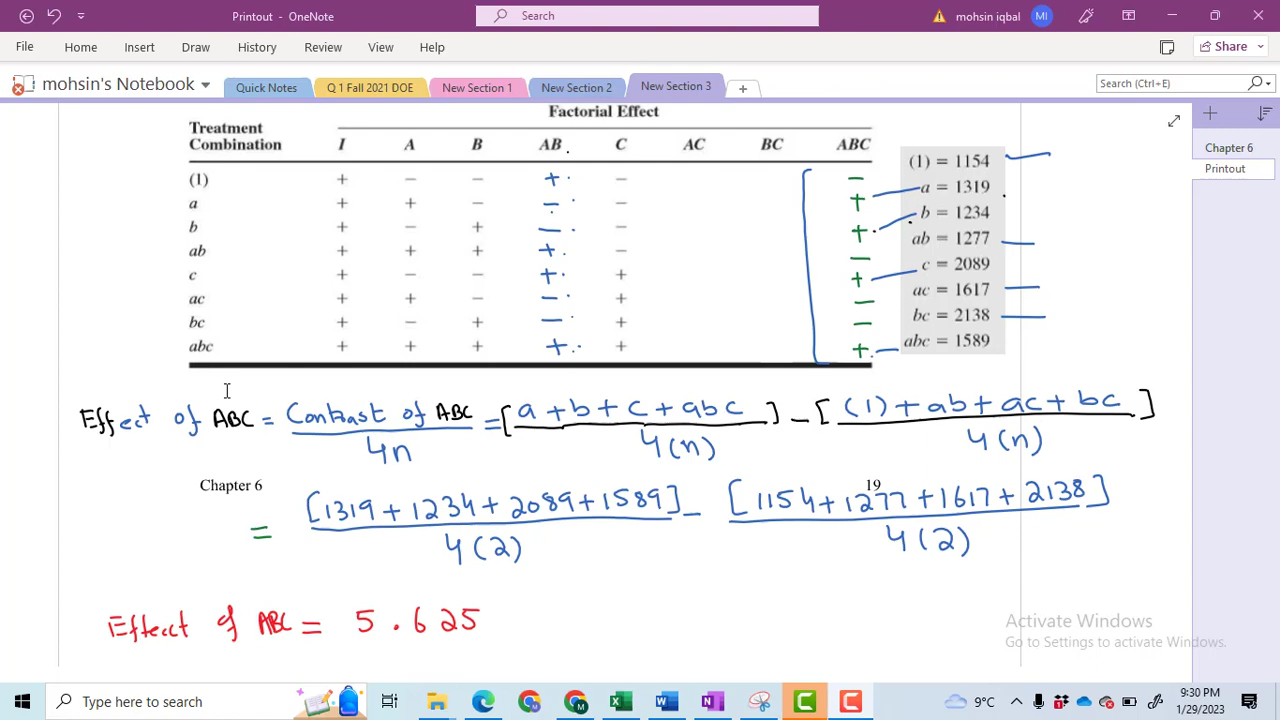 Printout - OneNote
Search
mohsin iqbal
MI
File Home Insert Draw History Review View Help
Share
mohsin's Notebook
Quick Notes
Q 1 Fall 2021 DOE
New Section 1
New Section 2
New Section 3
Search (Ctrl+E)
Chapter 6
Printout
Factorial Effect
Treatment
Combination I A B AB C AC BC ABC
(1) + − − + − −
a + + − − − +
b + − + − − +
ab + + + + − −
c + − − + + +
ac + + − − + −
bc + − + − + −
abc + + + + + +
(1) = 1154
a = 1319
b = 1234
ab = 1277
c = 2089
ac = 1617
bc = 2138
abc = 1589
Effect of ABC = Contrast of ABC / 4n = [a + b + c + abc] / 4(n) − [(1) + ab + ac + bc] / 4(n)
Chapter 6
19
= [1319 + 1234 + 2089 + 1589] / 4(2) − [1154 + 1277 + 1617 + 2138] / 4(2)
Effect of ABC = 5.625
Activate Windows
Go to Settings to activate Windows.
Type here to search
9°C
9:30 PM
1/29/2023